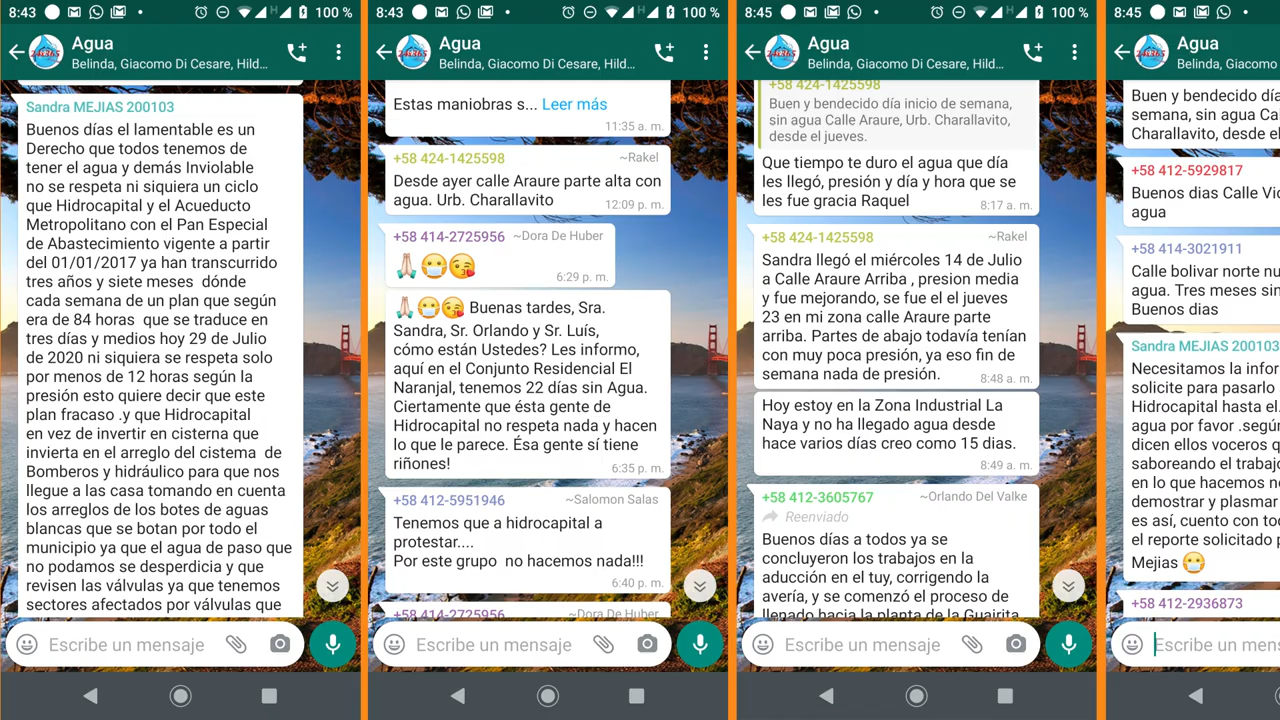 8:43
100 %
Agua
Belinda, Giacomo Di Cesare, Hild...
Sandra MEJIAS 200103
Buenos días el lamentable es un
Derecho que todos tenemos de
tener el agua y demás Inviolable
no se respeta ni siquiera un ciclo
que Hidrocapital y el Acueducto
Metropolitano con el Pan Especial
de Abastecimiento vigente a partir
del 01/01/2017 ya han transcurrido
tres años y siete meses dónde
cada semana de un plan que según
era de 84 horas que se traduce en
tres días y medios hoy 29 de Julio
de 2020 ni siquiera se respeta solo
por menos de 12 horas según la
presión esto quiere decir que este
plan fracaso .y que Hidrocapital
en vez de invertir en cisterna que
invierta en el arreglo del cistema de
Bomberos y hidráulico para que nos
llegue a las casa tomando en cuenta
los arreglos de los botes de aguas
blancas que se botan por todo el
municipio ya que el agua de paso que
no podamos se desperdicia y que
revisen las válvulas ya que tenemos
sectores afectados por válvulas que
Escribe un mensaje
8:43
100 %
Agua
Belinda, Giacomo Di Cesare, Hild...
Estas maniobras s... Leer más
11:35 a. m.
+58 424-1425598 ~Rakel
Desde ayer calle Araure parte alta con
agua. Urb. Charallavito
12:09 p. m.
+58 414-2725956 ~Dora De Huber
🙏🏻😷😘
6:29 p. m.
🙏🏻😷😘 Buenas tardes, Sra.
Sandra, Sr. Orlando y Sr. Luís,
cómo están Ustedes? Les informo,
aquí en el Conjunto Residencial El
Naranjal, tenemos 22 días sin Agua.
Ciertamente que ésta gente de
Hidrocapital no respeta nada y hacen
lo que le parece. Ésa gente sí tiene
riñones!
6:35 p. m.
+58 412-5951946 ~Salomon Salas
Tenemos que a hidrocapital a
protestar....
Por este grupo no hacemos nada!!!
6:40 p. m.
+58 414-2725956 ~Dora De Huber
Escribe un mensaje
8:45
100 %
Agua
Belinda, Giacomo Di Cesare, Hild...
+58 424-1425598
Buen y bendecido día inicio de semana,
sin agua Calle Araure, Urb. Charallavito,
desde el jueves.
Que tiempo te duro el agua que día
les llegó, presión y día y hora que se
les fue gracia Raquel
8:17 a. m.
+58 424-1425598 ~Rakel
Sandra llegó el miércoles 14 de Julio
a Calle Araure Arriba , presion media
y fue mejorando, se fue el el jueves
23 en mi zona calle Araure parte
arriba. Partes de abajo todavía tenían
con muy poca presión, ya eso fin de
semana nada de presión.
8:48 a. m.
Hoy estoy en la Zona Industrial La
Naya y no ha llegado agua desde
hace varios días creo como 15 dias.
8:49 a. m.
+58 412-3605767 ~Orlando Del Valke
Reenviado
Buenos días a todos ya se
concluyeron los trabajos en la
aducción en el tuy, corrigendo la
avería, y se comenzó el proceso de
llenado hacia la planta de la Guairita
Escribe un mensaje
8:45
Agua
Belinda, Giacomo
Buen y bendecido día
semana, sin agua Ca
Charallavito, desde e
+58 412-5929817
Buenos dias Calle Vic
agua
+58 414-3021911
Calle bolivar norte nu
agua. Tres meses sin
Buenos dias
Sandra MEJIAS 200103
Necesitamos la infor
solicite para pasarlo
Hidrocapital hasta el.
agua por favor .según
dicen ellos voceros q
saboreando el trabajo
en lo que hacemos n
demostrar y plasmar
es así, cuento con to
el reporte solicitado p
Mejias 😷
+58 412-2936873
Escribe un mens